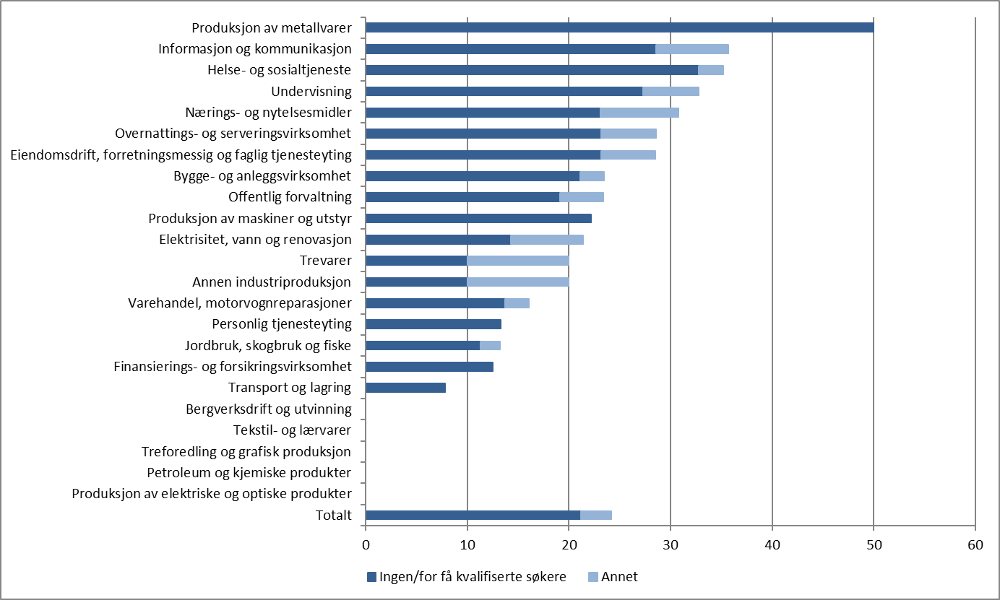 Produksjon av metallvarer
Informasjon og kommunikasjon
Helse- og sosialtjeneste
Undervisning
Nærings- og nytelsesmidler
Overnattings- og serveringsvirksomhet
Eiendomsdrift, forretningsmessig og faglig tjenesteyting
Bygge- og anleggsvirksomhet
Offentlig forvaltning
Produksjon av maskiner og utstyr
Elektrisitet, vann og renovasjon
Trevarer
Annen industriproduksjon
Varehandel, motorvognreparasjoner
Personlig tjenesteyting
Jordbruk, skogbruk og fiske
Finansierings- og forsikringsvirksomhet
Transport og lagring
Bergverksdrift og utvinning
Tekstil- og lærvarer
Treforedling og grafisk produksjon
Petroleum og kjemiske produkter
Produksjon av elektriske og optiske produkter
Totalt
0 10 20 30 40 50 60
Ingen/for få kvalifiserte søkere Annet